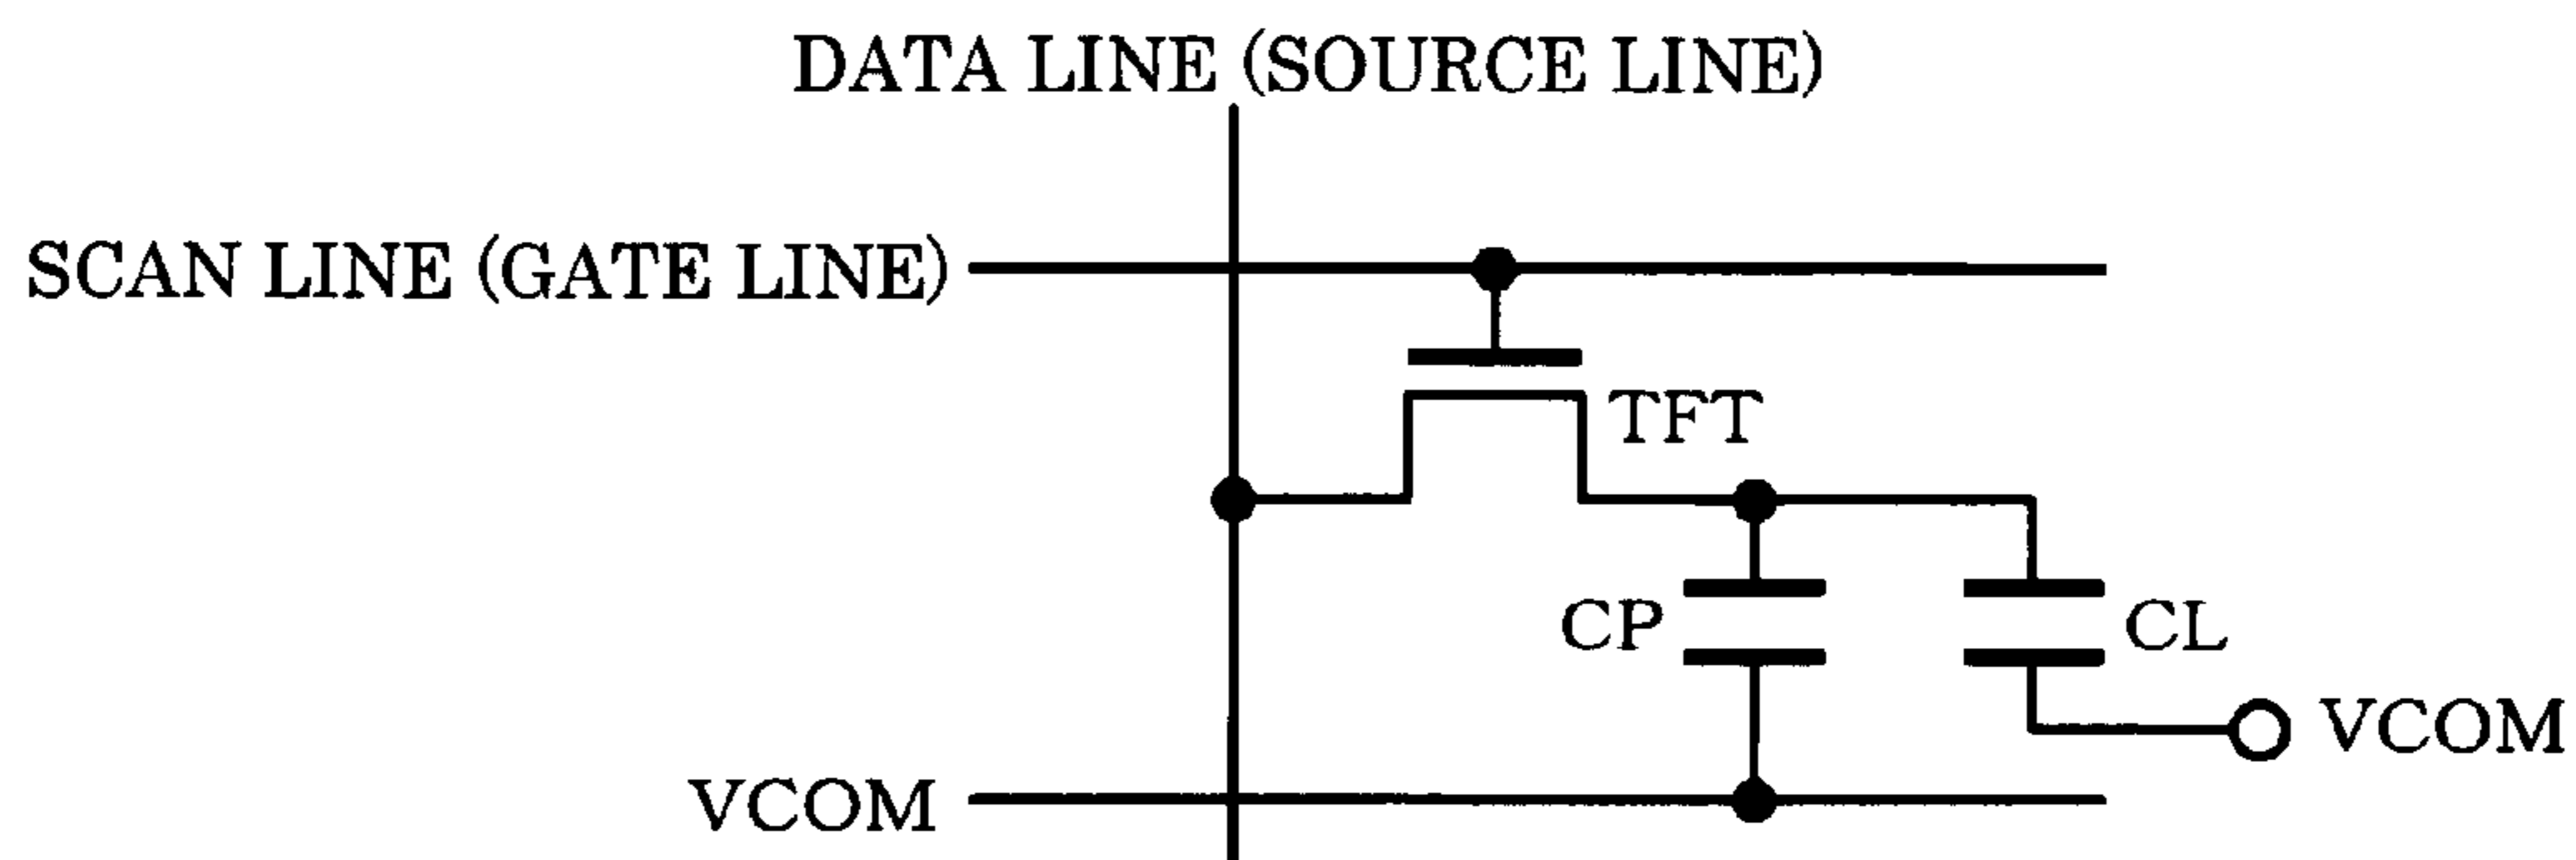 DATA LINE (SOURCE LINE)
SCAN LINE (GATE LINE)
TFT
CP
CL
VCOM
VCOM